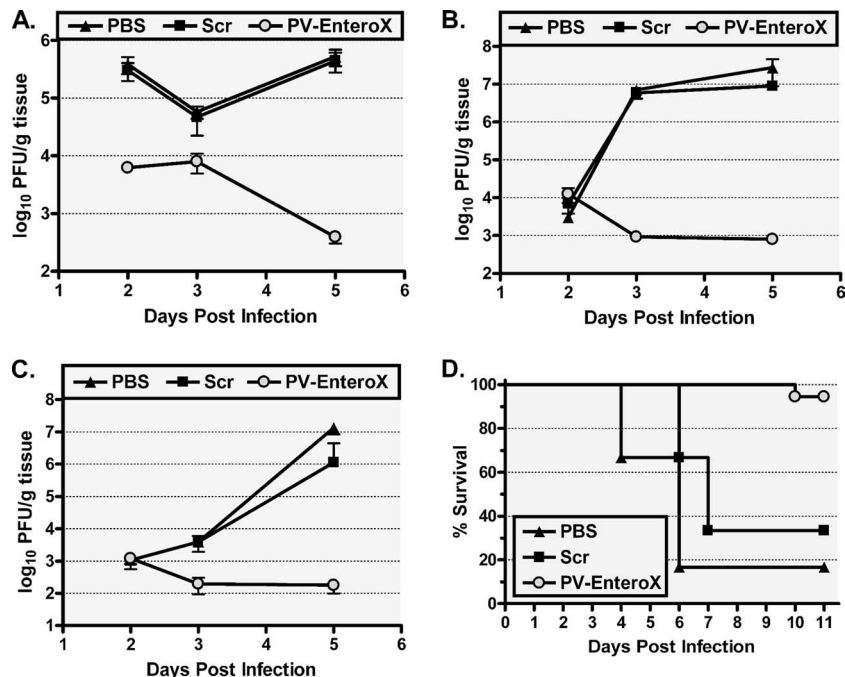 A.
PBS Scr PV-EnteroX
6
5
4
3
2
log10 PFU/g tissue
1 2 3 4 5 6
Days Post Infection
B.
PBS Scr PV-EnteroX
8
7
6
5
4
3
2
log10 PFU/g tissue
1 2 3 4 5 6
Days Post Infection
C.
PBS Scr PV-EnteroX
8
7
6
5
4
3
2
1
log10 PFU/g tissue
1 2 3 4 5 6
Days Post Infection
D.
100
80
60
40
20
0
% Survival
PBS
Scr
PV-EnteroX
0 1 2 3 4 5 6 7 8 9 10 11
Days Post Infection